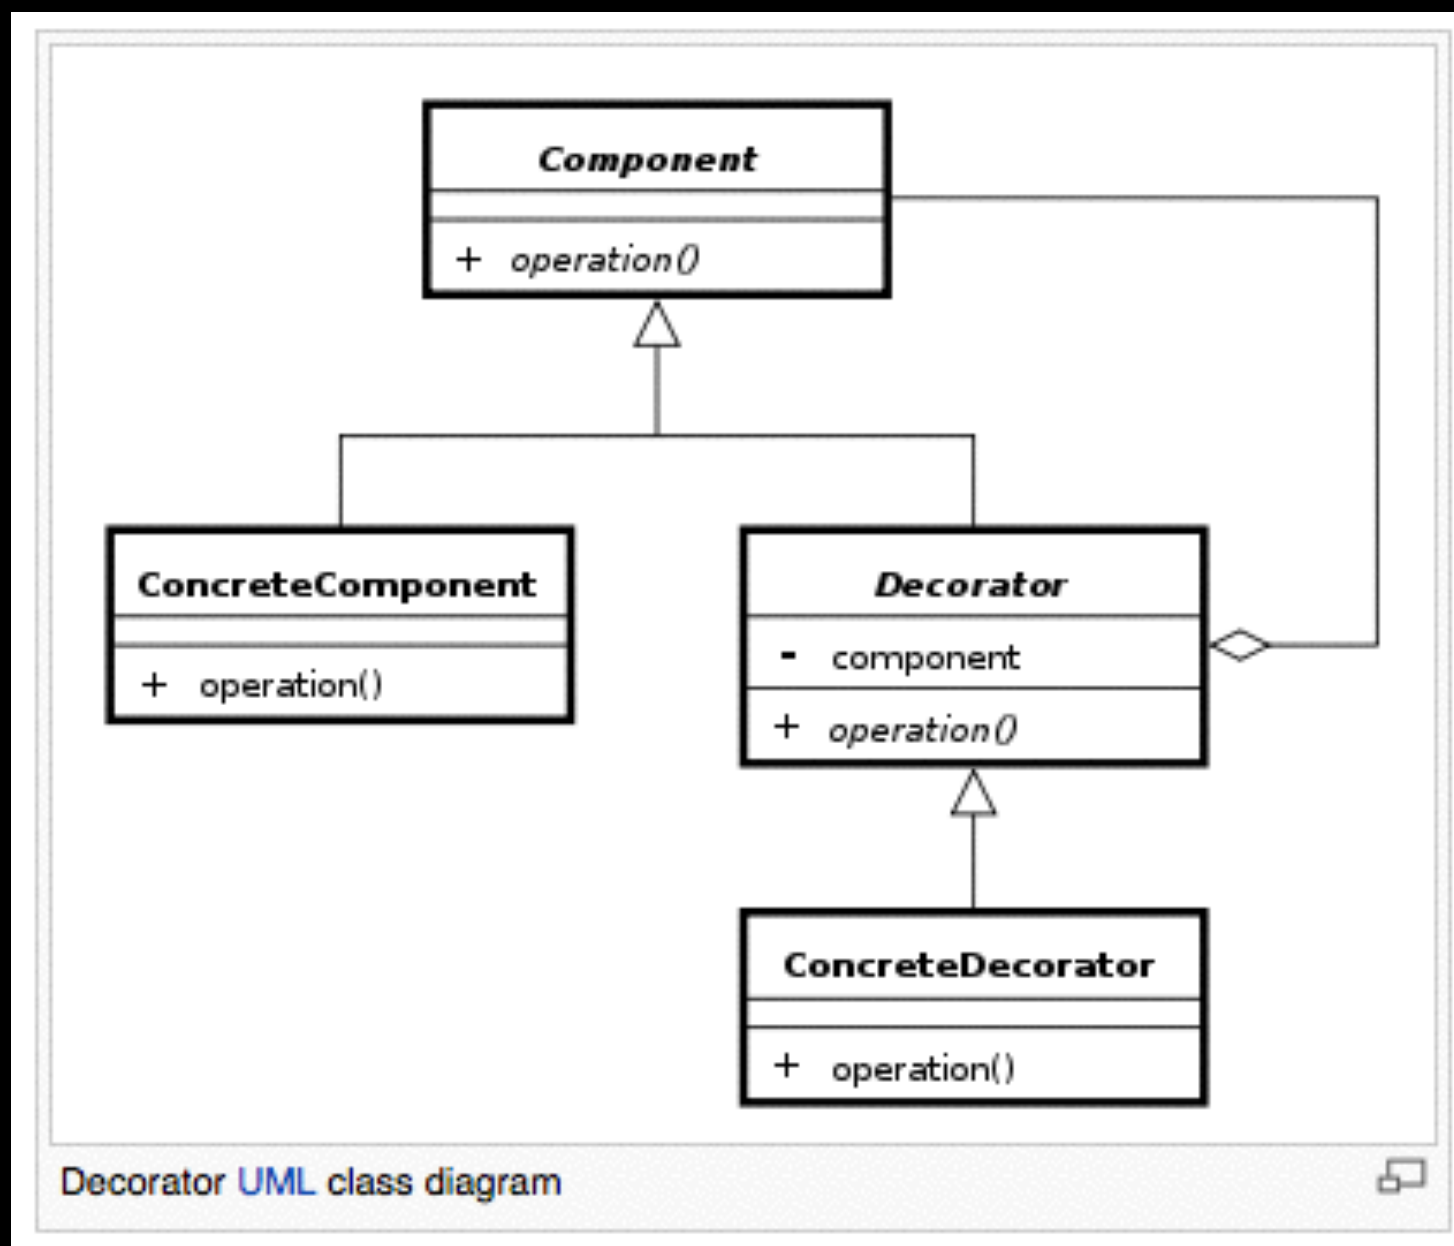 Component
+ operation()
ConcreteComponent
+ operation()
Decorator
- component
+ operation()
ConcreteDecorator
+ operation()
Decorator UML class diagram